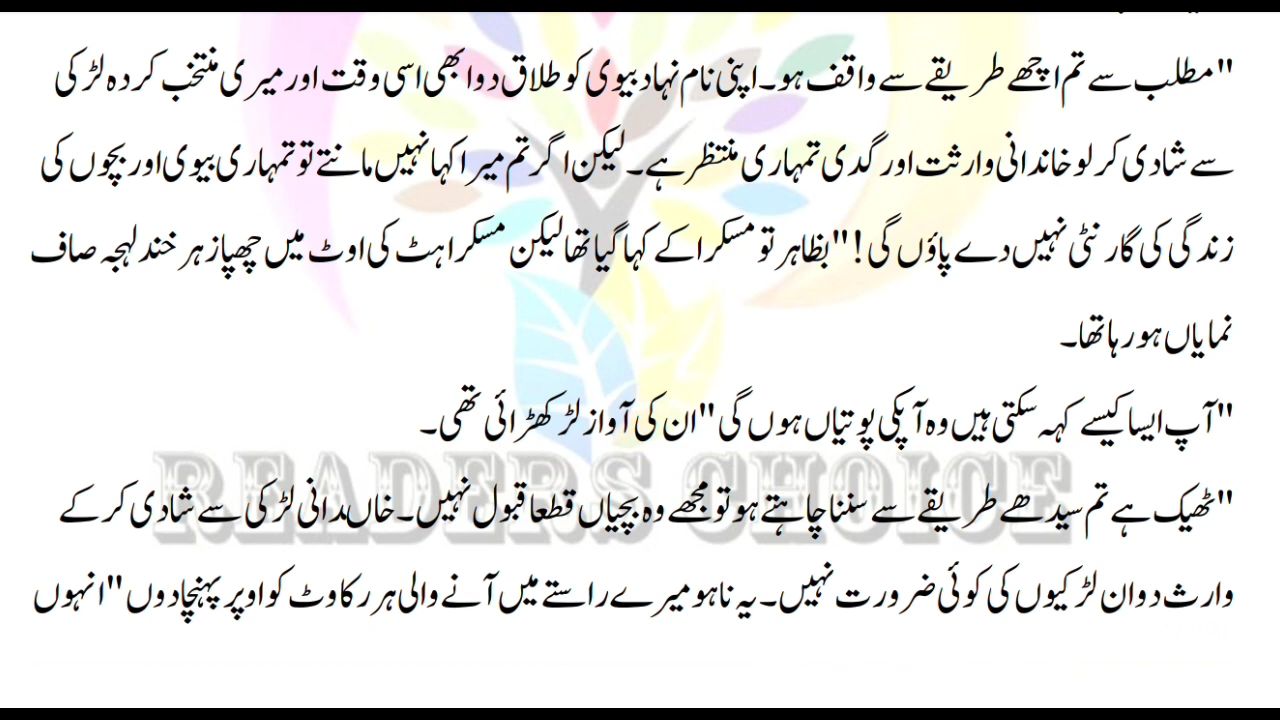 "مطلب سے تم اچھے طریقے سے واقف ہو۔ اپنی نام نہاد بیوی کو طلاق دو ابھی اسی وقت اور میری منتخب کردہ لڑکی
سے شادی کر لو خاندانی وارثت اور گدی تمہاری منتظر ہے۔ لیکن اگر تم میرا کہا نہیں مانتے تو تمہاری بیوی اور بچوں کی
زندگی کی گارنٹی نہیں دے پاؤں گی!" بظاہر تو مسکرا کے کہا گیا تھا لیکن مسکراہٹ کی اوٹ میں چھپا زہر خند لہجہ صاف
نمایاں ہو رہا تھا۔
"آپ ایسا کیسے کہہ سکتی ہیں وہ آپکی پوتیاں ہوں گی" ان کی آواز لڑکھڑائی تھی۔
READERS CHOICE
"ٹھیک ہے تم سیدھے طریقے سے سننا چاہتے ہو تو مجھے وہ بچیاں قطعا قبول نہیں۔ خاںدانی لڑکی سے شادی کر کے
وارث دو ان لڑکیوں کی کوئی ضرورت نہیں۔ یہ نا ہو میرے راستے میں آنے والی ہر رکاوٹ کو اوپر پہنچا دوں" انہوں